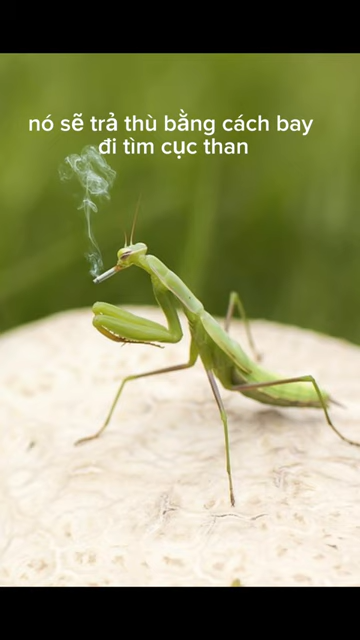 nó sẽ trả thù bằng cách bay
đi tìm cục than